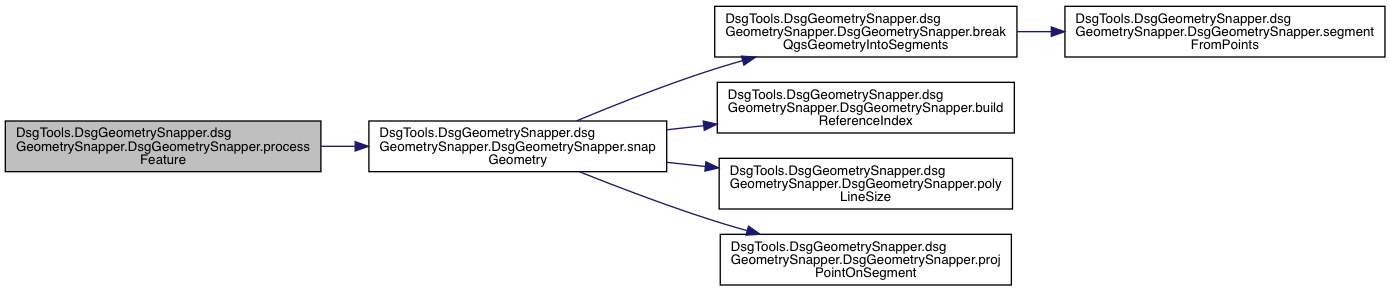 DsgTools.DsgGeometrySnapper.dsg
GeometrySnapper.DsgGeometrySnapper.process
Feature
DsgTools.DsgGeometrySnapper.dsg
GeometrySnapper.DsgGeometrySnapper.snap
Geometry
DsgTools.DsgGeometrySnapper.dsg
GeometrySnapper.DsgGeometrySnapper.break
QgsGeometryIntoSegments
DsgTools.DsgGeometrySnapper.dsg
GeometrySnapper.DsgGeometrySnapper.segment
FromPoints
DsgTools.DsgGeometrySnapper.dsg
GeometrySnapper.DsgGeometrySnapper.build
ReferenceIndex
DsgTools.DsgGeometrySnapper.dsg
GeometrySnapper.DsgGeometrySnapper.poly
LineSize
DsgTools.DsgGeometrySnapper.dsg
GeometrySnapper.DsgGeometrySnapper.proj
PointOnSegment